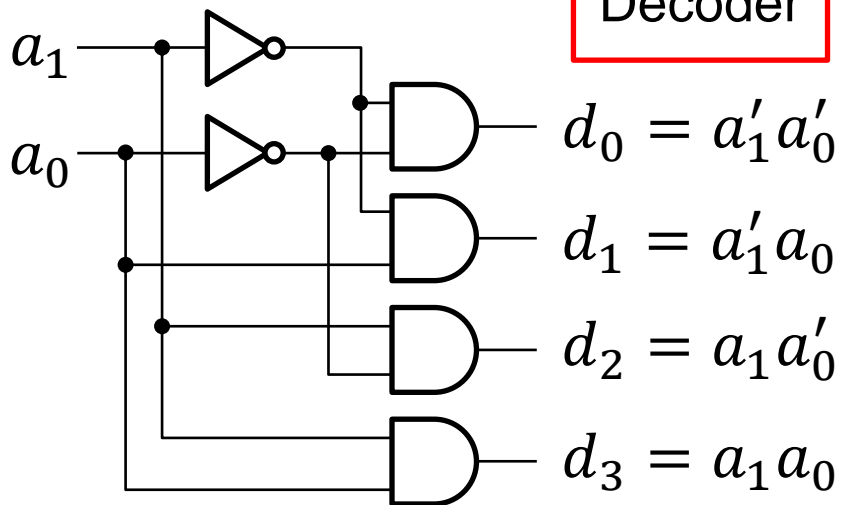 Decoder
a₁
a₀
d₀ = a₁′a₀′
d₁ = a₁′a₀
d₂ = a₁a₀′
d₃ = a₁a₀